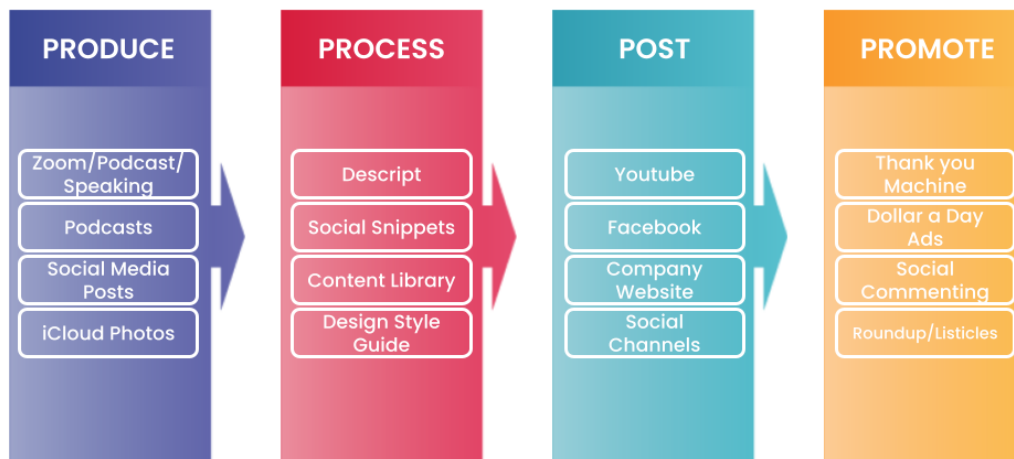 PRODUCE
Zoom/Podcast/
Speaking
Podcasts
Social Media
Posts
iCloud Photos
PROCESS
Descript
Social Snippets
Content Library
Design Style
Guide
POST
Youtube
Facebook
Company
Website
Social
Channels
PROMOTE
Thank you
Machine
Dollar a Day
Ads
Social
Commenting
Roundup/Listicles